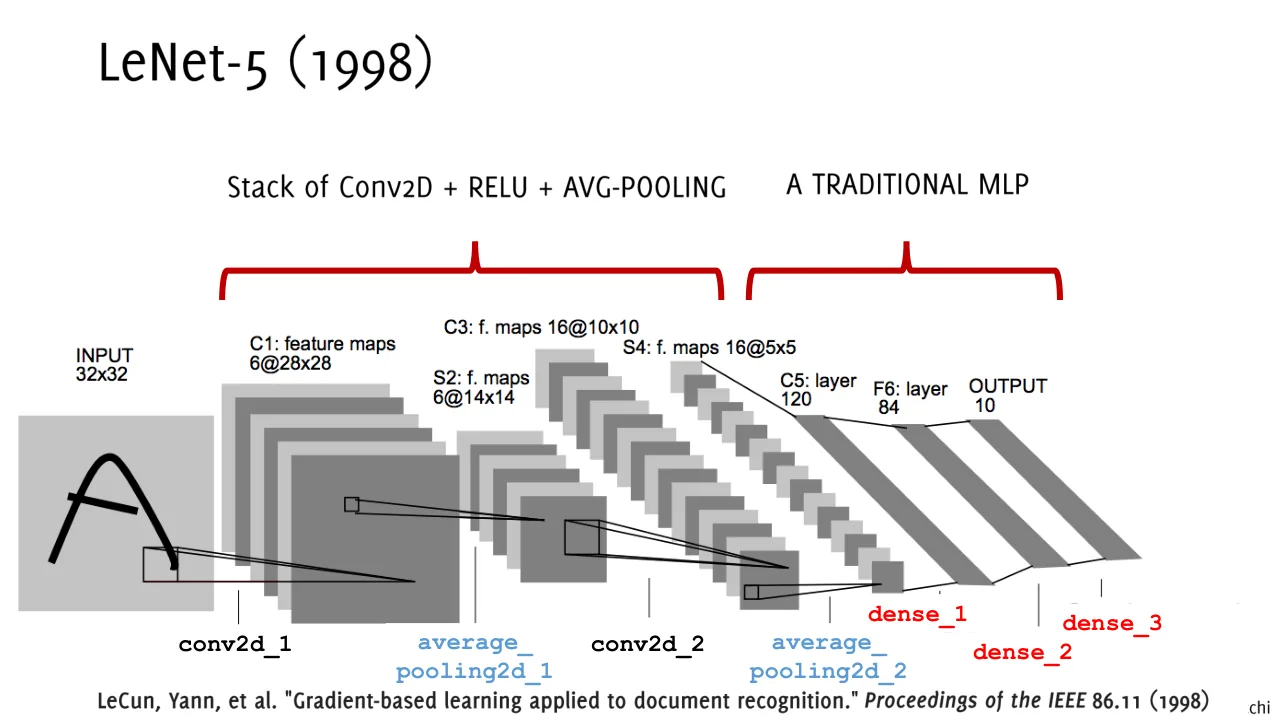 LeNet-5 (1998)
Stack of Conv2D + RELU + AVG-POOLING
A TRADITIONAL MLP
INPUT
32x32
C1: feature maps
6@28x28
S2: f. maps
6@14x14
C3: f. maps 16@10x10
S4: f. maps 16@5x5
C5: layer
120
F6: layer
84
OUTPUT
10
conv2d_1
average_
pooling2d_1
conv2d_2
average_
pooling2d_2
dense_1
dense_2
dense_3
LeCun, Yann, et al. "Gradient-based learning applied to document recognition." Proceedings of the IEEE 86.11 (1998)
chi